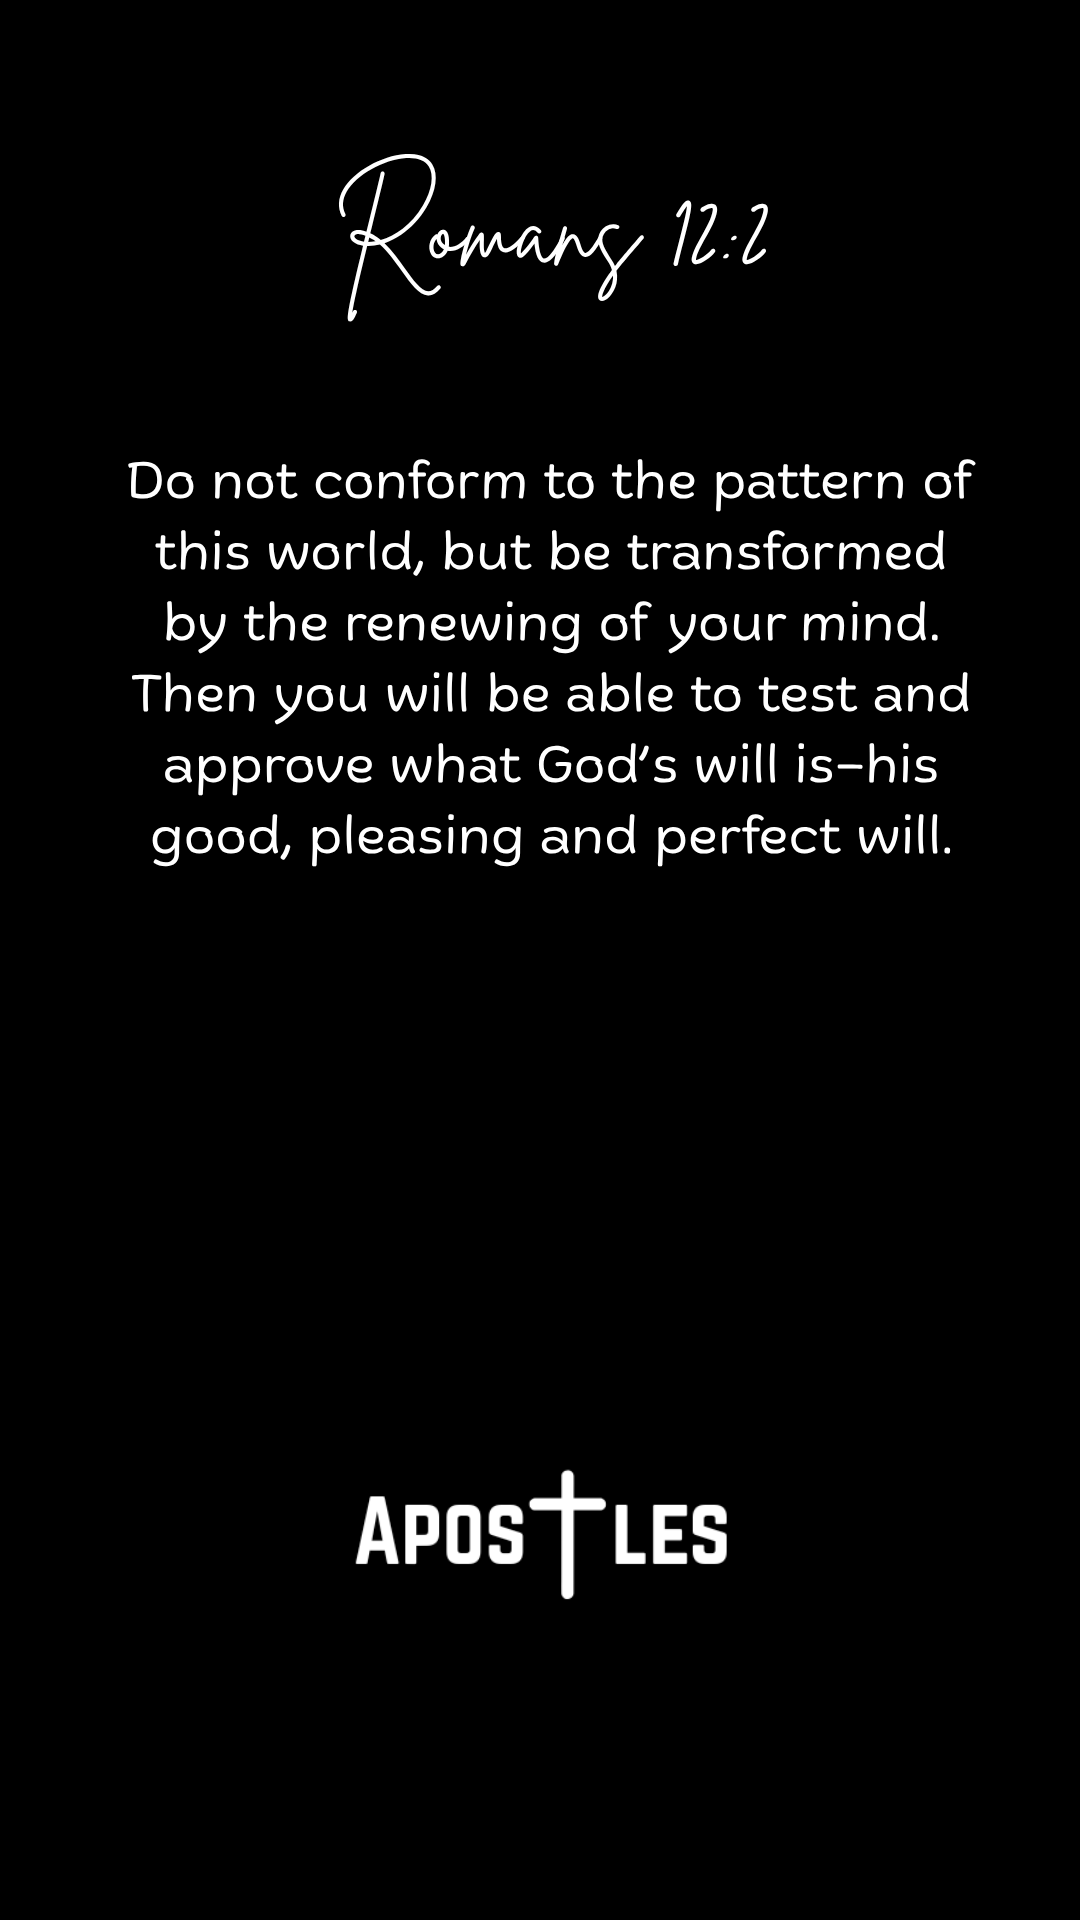 Romans 12:2
Do not conform to the pattern of
this world, but be transformed
by the renewing of your mind.
Then you will be able to test and
approve what God's will is–his
good, pleasing and perfect will.
APOSTLES